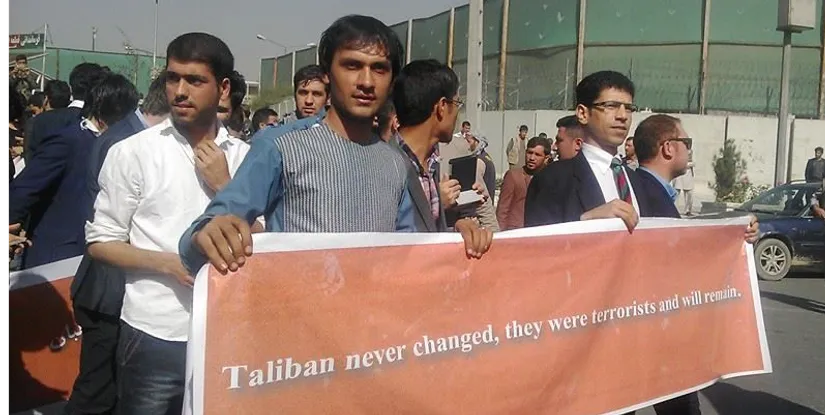 Taliban never changed, they were terrorists and will remain.